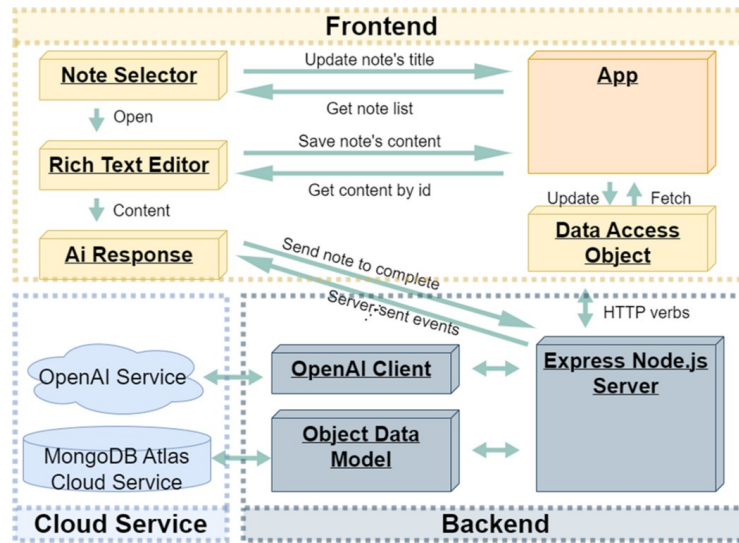 Frontend
Note Selector
Update note's title
App
Get note list
Open
Save note's content
Rich Text Editor
Get content by id
Update
Fetch
Content
Data Access
Object
Ai Response
Send note to complete
Server-sent events
HTTP verbs
OpenAI Service
OpenAI Client
Express Node.js
Server
MongoDB Atlas
Cloud Service
Object Data
Model
Cloud Service
Backend